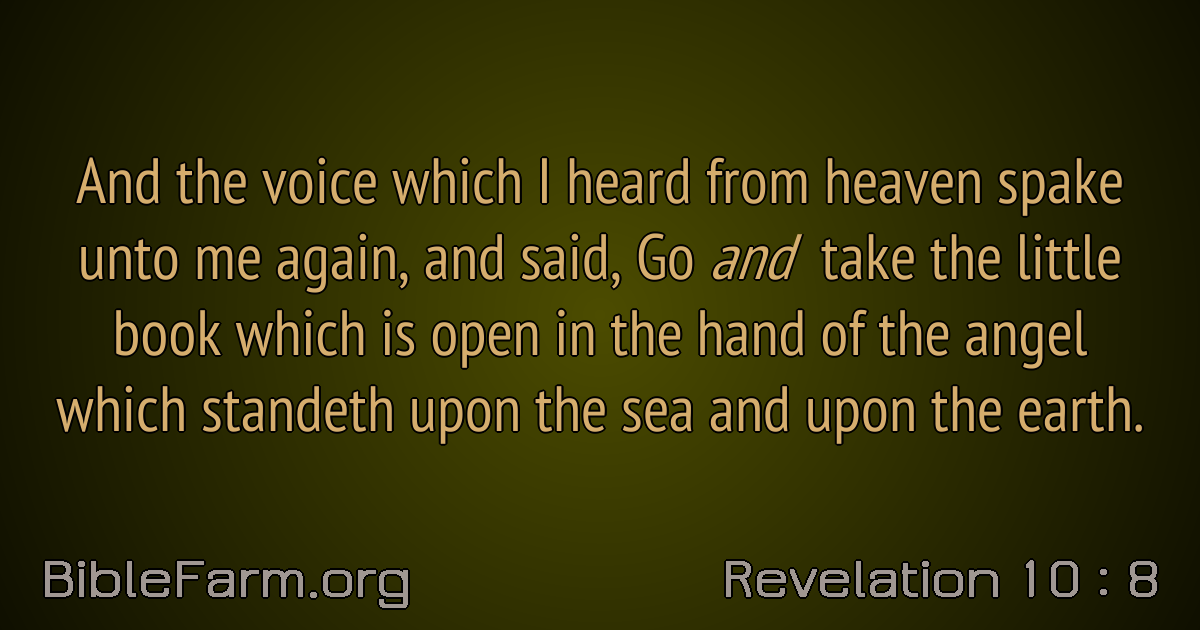 And the voice which I heard from heaven spake
unto me again, and said, Go and take the little
book which is open in the hand of the angel
which standeth upon the sea and upon the earth.
BibleFarm.org
Revelation 10 : 8